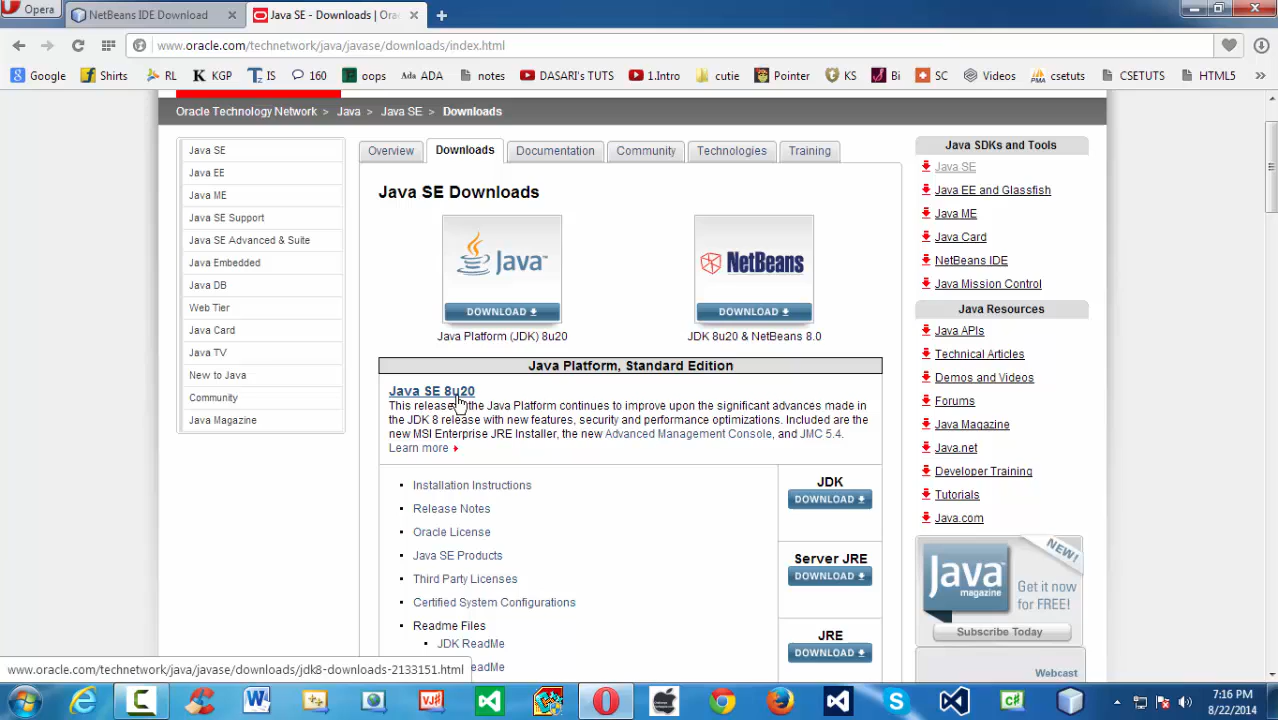 Opera
NetBeans IDE Download
Java SE - Downloads | Ora
www.oracle.com/technetwork/java/javase/downloads/index.html
Google
Shirts
RL
KGP
IS
160
oops
Ada ADA
notes
DASARI's TUTS
1.Intro
cutie
Pointer
KS
Bi
SC
Videos
PMA csetuts
CSETUTS
HTML5
Oracle Technology Network > Java > Java SE > Downloads
Java SE
Java EE
Java ME
Java SE Support
Java SE Advanced & Suite
Java Embedded
Java DB
Web Tier
Java Card
Java TV
New to Java
Community
Java Magazine
Overview
Downloads
Documentation
Community
Technologies
Training
Java SE Downloads
Java™
DOWNLOAD
Java Platform (JDK) 8u20
NetBeans
DOWNLOAD
JDK 8u20 & NetBeans 8.0
Java Platform, Standard Edition
Java SE 8u20
This release the Java Platform continues to improve upon the significant advances made in
the JDK 8 release with new features, security and performance optimizations. Included are the
new MSI Enterprise JRE Installer, the new Advanced Management Console, and JMC 5.4.
Learn more
Installation Instructions
Release Notes
Oracle License
Java SE Products
Third Party Licenses
Certified System Configurations
Readme Files
JDK ReadMe
eadMe
JDK
DOWNLOAD
Server JRE
DOWNLOAD
JRE
DOWNLOAD
Java SDKs and Tools
Java SE
Java EE and Glassfish
Java ME
Java Card
NetBeans IDE
Java Mission Control
Java Resources
Java APIs
Technical Articles
Demos and Videos
Forums
Java Magazine
Java.net
Developer Training
Tutorials
Java.com
NEW!
Java magazine
Get it now
for FREE!
Subscribe Today
Webcast
www.oracle.com/technetwork/java/javase/downloads/jdk8-downloads-2133151.html
7:16 PM
8/22/2014